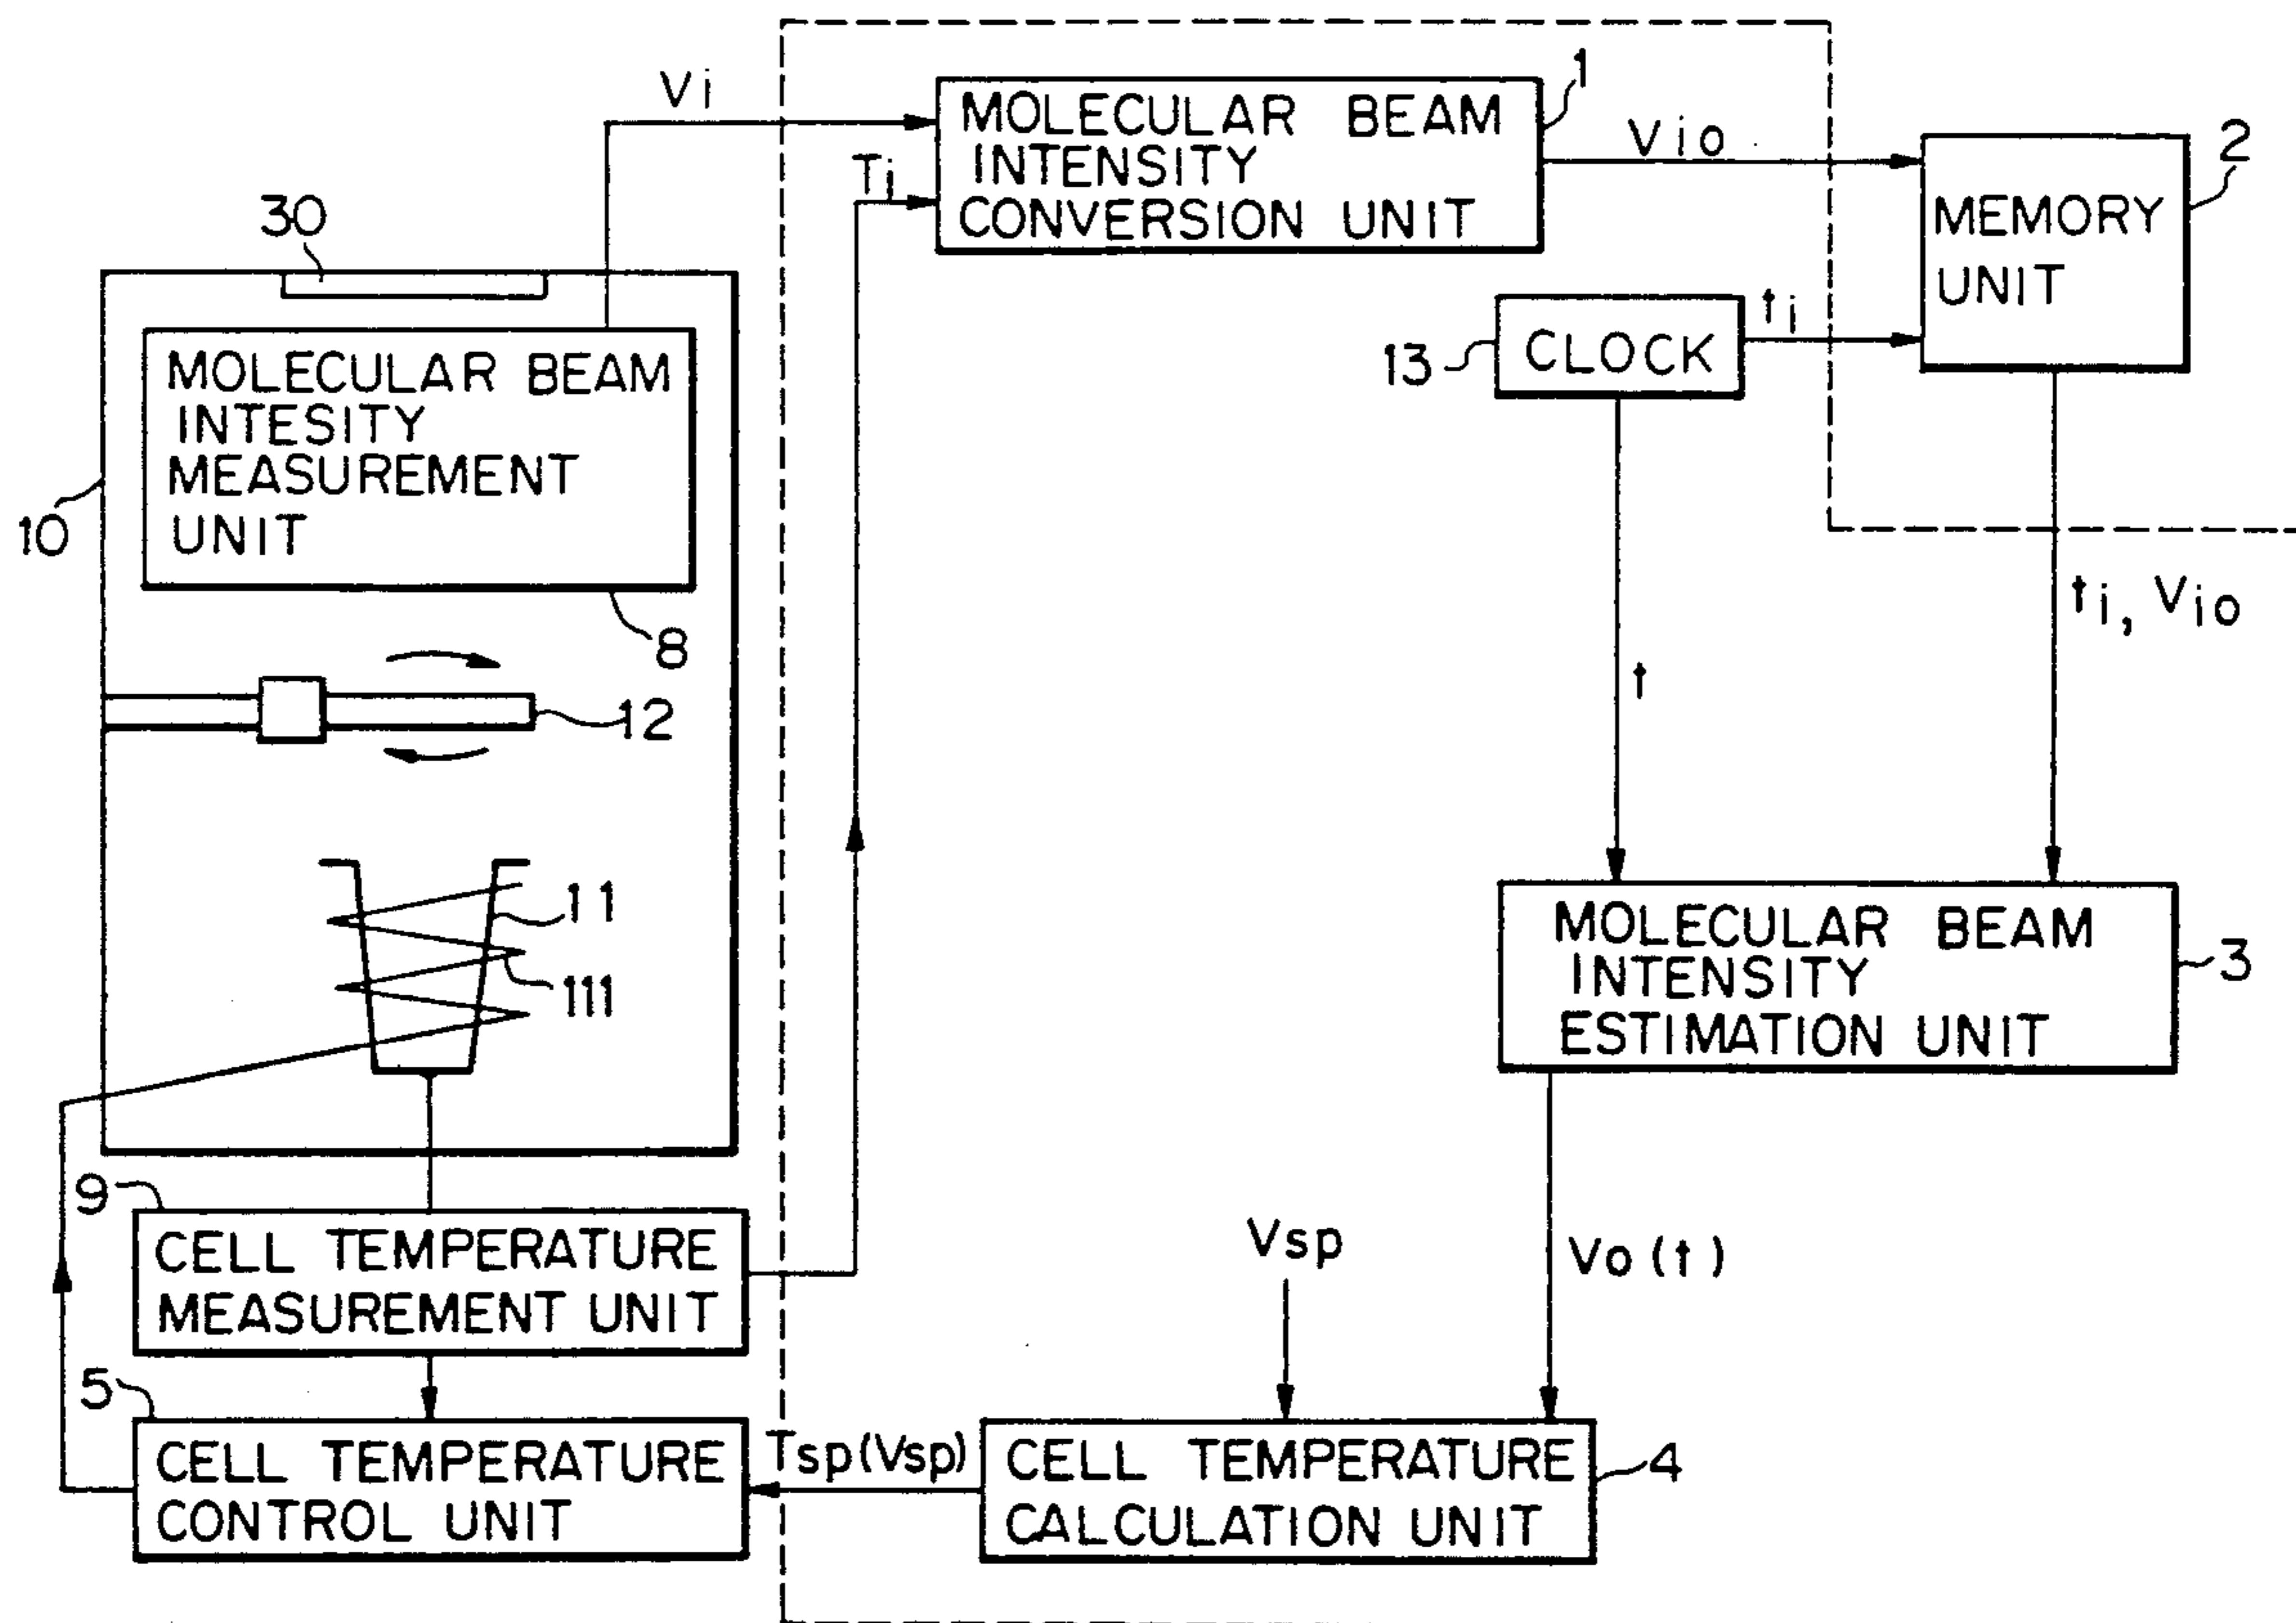 Vi
1
MOLECULAR BEAM
INTENSITY
CONVERSION UNIT
Vio
2
MEMORY
UNIT
Ti
30
ti
13
CLOCK
MOLECULAR BEAM
INTESITY
MEASUREMENT
UNIT
10
8
ti, Vio
t
12
11
111
MOLECULAR BEAM
INTENSITY
ESTIMATION UNIT
3
9
CELL TEMPERATURE
MEASUREMENT UNIT
Vsp
Vo(t)
5
CELL TEMPERATURE
CONTROL UNIT
Tsp(Vsp)
CELL TEMPERATURE
CALCULATION UNIT
4